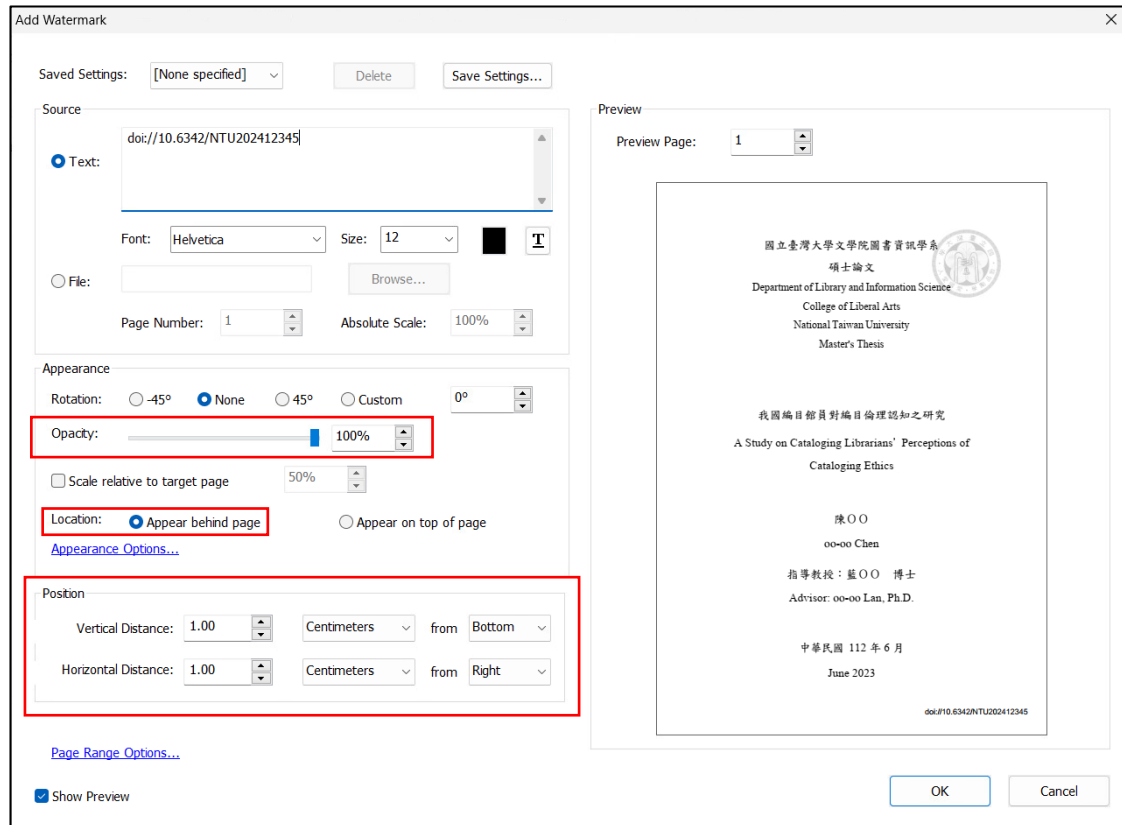 Add Watermark
Saved Settings: [None specified] Delete Save Settings...
Source
Text: doi://10.6342/NTU202412345
Font: Helvetica Size: 12 T
File: Browse...
Page Number: 1 Absolute Scale: 100%
Appearance
Rotation: -45° None 45° Custom 0°
Opacity: 100%
Scale relative to target page 50%
Location: Appear behind page Appear on top of page
Appearance Options...
Position
Vertical Distance: 1.00 Centimeters from Bottom
Horizontal Distance: 1.00 Centimeters from Right
Page Range Options...
Show Preview
Preview
Preview Page: 1
國立臺灣大學文學院圖書資訊學系
碩士論文
Department of Library and Information Science
College of Liberal Arts
National Taiwan University
Master's Thesis
我國編目館員對編目倫理認知之研究
A Study on Cataloging Librarians' Perceptions of
Cataloging Ethics
陳OO
oo-oo Chen
指導教授：藍OO 博士
Advisor: oo-oo Lan, Ph.D.
中華民國 112 年 6 月
June 2023
doi://10.6342/NTU202412345
OK Cancel